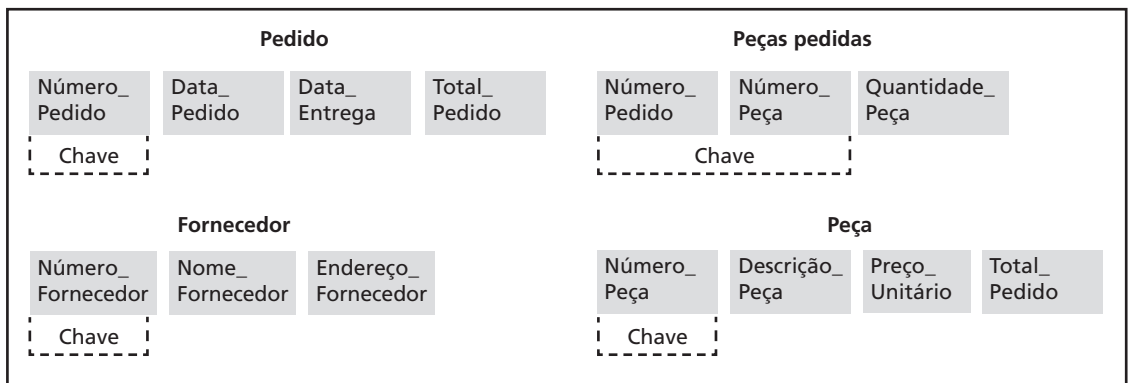 Pedido
Número_
Pedido
Data_
Pedido
Data_
Entrega
Total_
Pedido
Chave
Peças pedidas
Número_
Pedido
Número_
Peça
Quantidade_
Peça
Chave
Fornecedor
Número_
Fornecedor
Nome_
Fornecedor
Endereço_
Fornecedor
Chave
Peça
Número_
Peça
Descrição_
Peça
Preço_
Unitário
Total_
Pedido
Chave